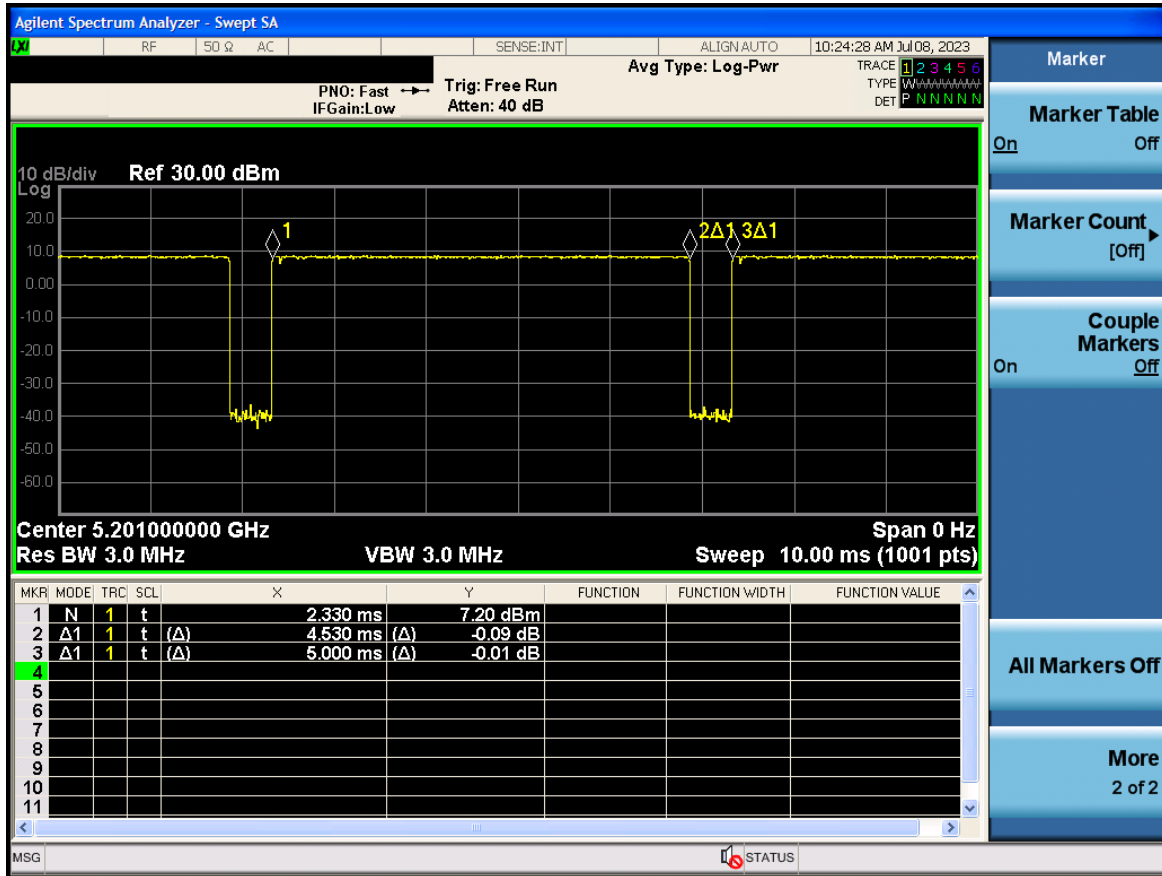 Agilent Spectrum Analyzer - Swept SA
LXI RF 50 Ω AC SENSE:INT ALIGN AUTO 10:24:28 AM Jul 08, 2023
Marker
Avg Type: Log-Pwr
TRACE 1 2 3 4 5 6
PNO: Fast Trig: Free Run
TYPE W W W W W W
IFGain:Low Atten: 40 dB
DET P N N N N N
Marker Table
On Off
10 dB/div Ref 30.00 dBm
Log
20.0
10.0
0.00
-10.0
-20.0
-30.0
-40.0
-50.0
-60.0
1
2Δ1 3Δ1
Marker Count
[Off]
Couple
Markers
On Off
Center 5.201000000 GHz Span 0 Hz
Res BW 3.0 MHz VBW 3.0 MHz Sweep 10.00 ms (1001 pts)
MKR MODE TRC SCL X Y FUNCTION FUNCTION WIDTH FUNCTION VALUE
1 N 1 t 2.330 ms 7.20 dBm
2 Δ1 1 t (Δ) 4.530 ms (Δ) -0.09 dB
3 Δ1 1 t (Δ) 5.000 ms (Δ) -0.01 dB
4
5
6
7
8
9
10
11
All Markers Off
More
2 of 2
MSG STATUS